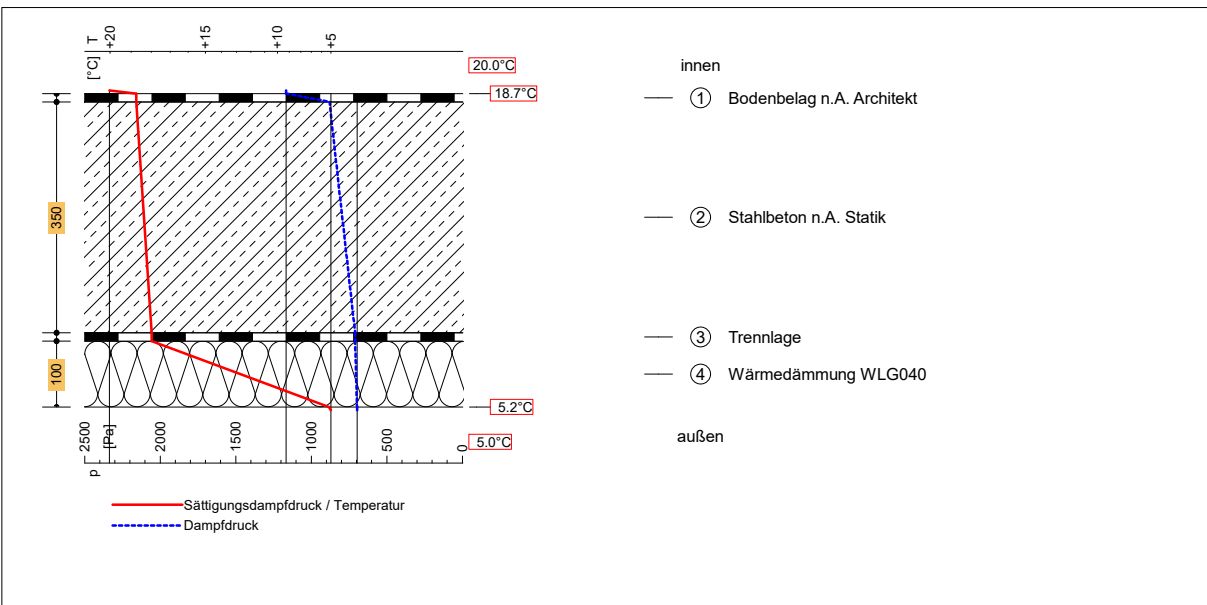 T
[°C]
+20
+15
+10
+5
20.0°C
18.7°C
350
100
5.2°C
5.0°C
p
[Pa]
2500
2000
1500
1000
500
0
Sättigungsdampfdruck / Temperatur
Dampfdruck
innen
1 Bodenbelag n.A. Architekt
2 Stahlbeton n.A. Statik
3 Trennlage
4 Wärmedämmung WLG040
außen